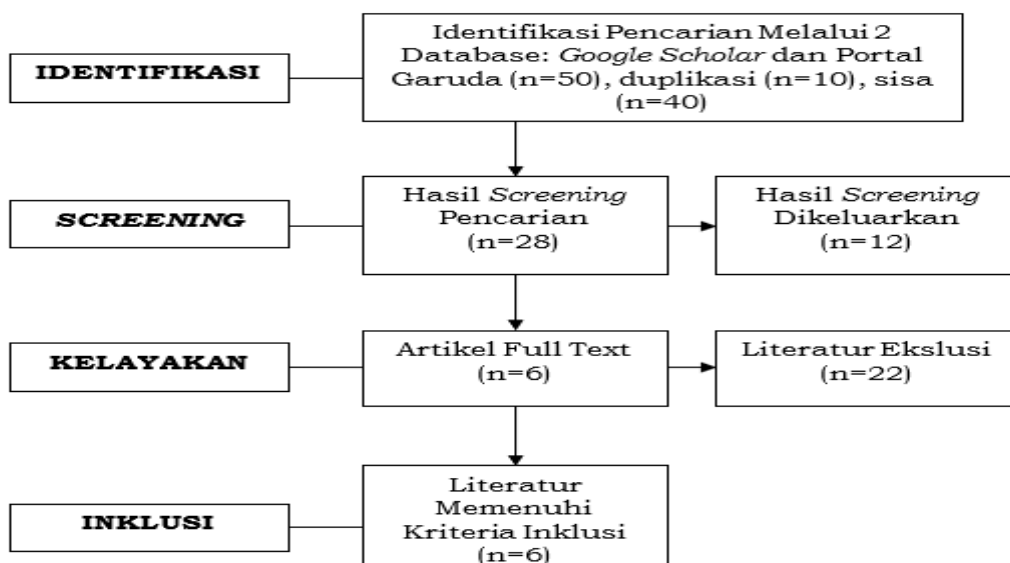 IDENTIFIKASI
Identifikasi Pencarian Melalui 2
Database: Google Scholar dan Portal
Garuda (n=50), duplikasi (n=10), sisa
(n=40)
SCREENING
Hasil Screening
Pencarian
(n=28)
Hasil Screening
Dikeluarkan
(n=12)
KELAYAKAN
Artikel Full Text
(n=6)
Literatur Ekslusi
(n=22)
INKLUSI
Literatur
Memenuhi
Kriteria Inklusi
(n=6)